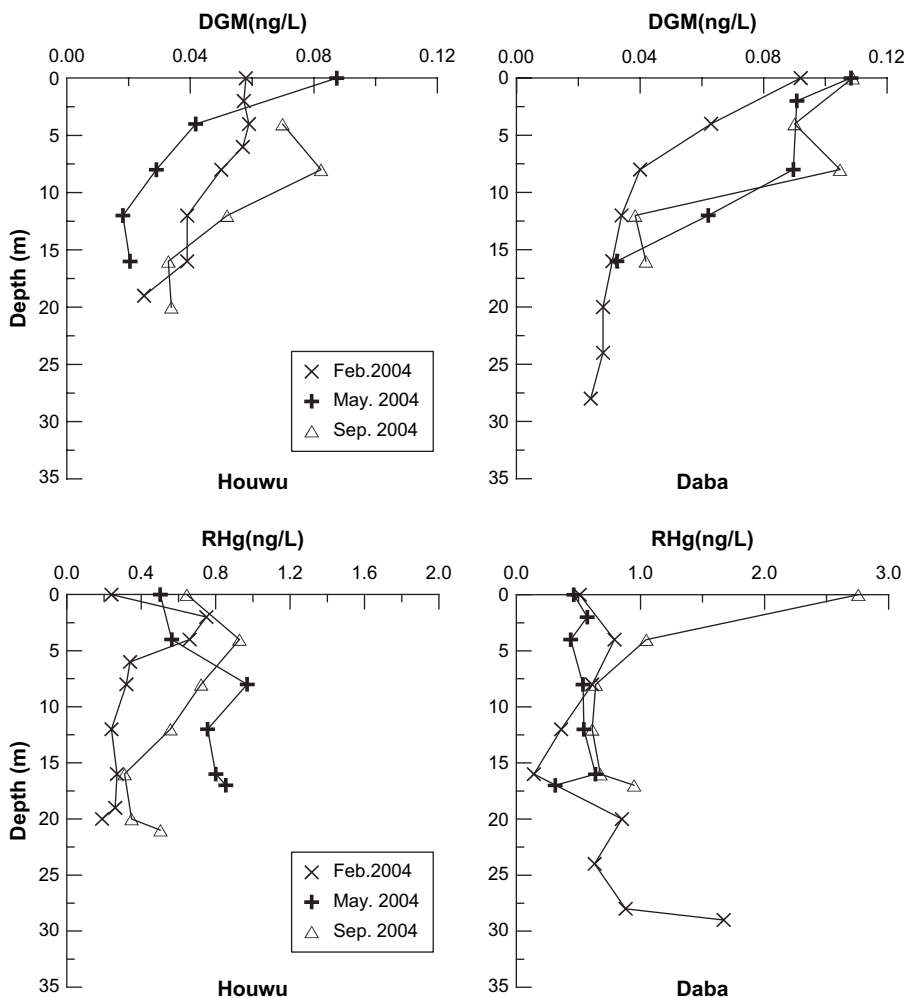 DGM(ng/L) DGM(ng/L)
0.00 0.04 0.08 0.12 0.00 0.04 0.08 0.12
0 0
5 5
10 10
15 15
20 20
25 25
30 30
35 35
Depth (m)
Feb.2004
May. 2004
Sep. 2004
Houwu Daba
RHg(ng/L) RHg(ng/L)
0.0 0.4 0.8 1.2 1.6 2.0 0.0 1.0 2.0 3.0
0 0
5 5
10 10
15 15
20 20
25 25
30 30
35 35
Depth (m)
Feb.2004
May. 2004
Sep. 2004
Houwu Daba